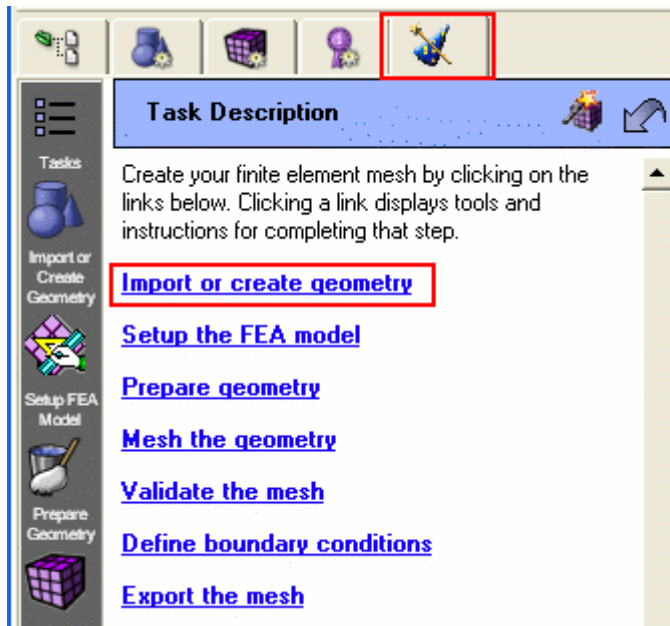 Task Description
Tasks
Create your finite element mesh by clicking on the
links below. Clicking a link displays tools and
instructions for completing that step.
Import or
Create
Geometry
Import or create geometry
Setup the FEA model
Setup FEA
Model
Prepare geometry
Mesh the geometry
Validate the mesh
Prepare
Geometry
Define boundary conditions
Export the mesh